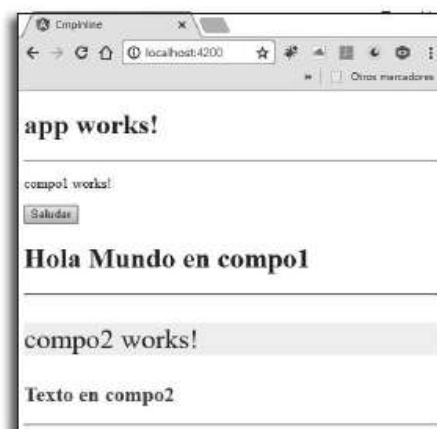 CmpInline
localhost:4200
»
Otros marcadores
app works!
compo1 works!
Saludar
Hola Mundo en compo1
compo2 works!
Texto en compo2